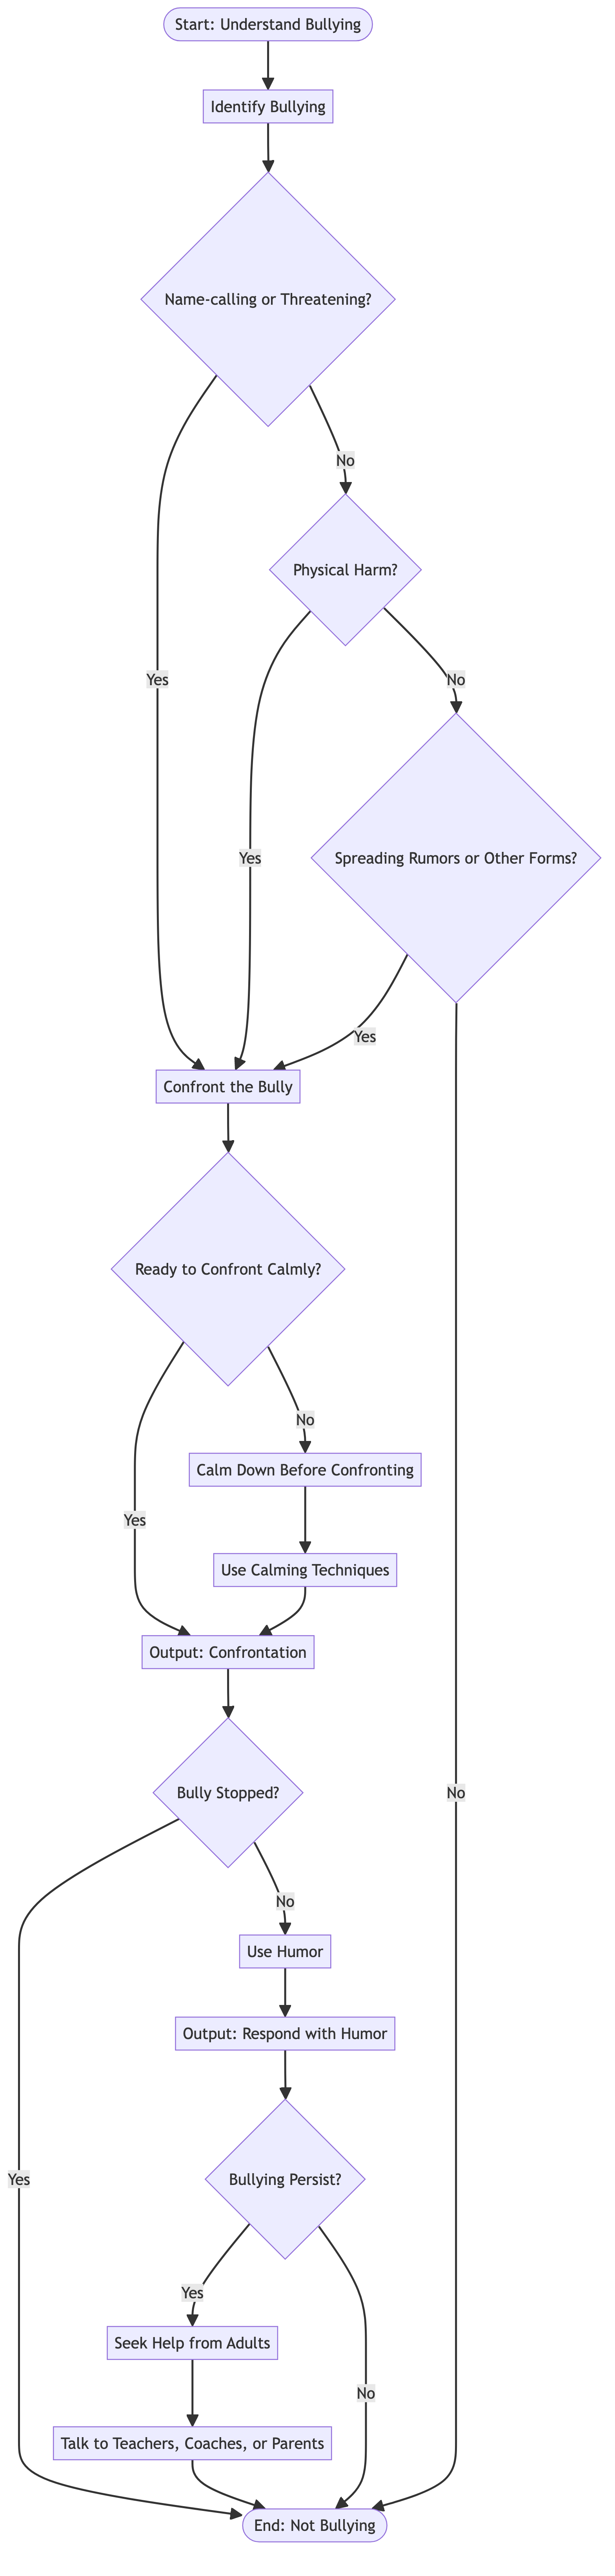 Start: Understand Bullying
Identify Bullying
Name-calling or Threatening?
No
Physical Harm?
Yes
No
Yes
Spreading Rumors or Other Forms?
Yes
Confront the Bully
Ready to Confront Calmly?
No
Calm Down Before Confronting
Yes
Use Calming Techniques
Output: Confrontation
Bully Stopped?
No
No
Use Humor
Output: Respond with Humor
Yes
Bullying Persist?
Yes
Seek Help from Adults
No
Talk to Teachers, Coaches, or Parents
End: Not Bullying